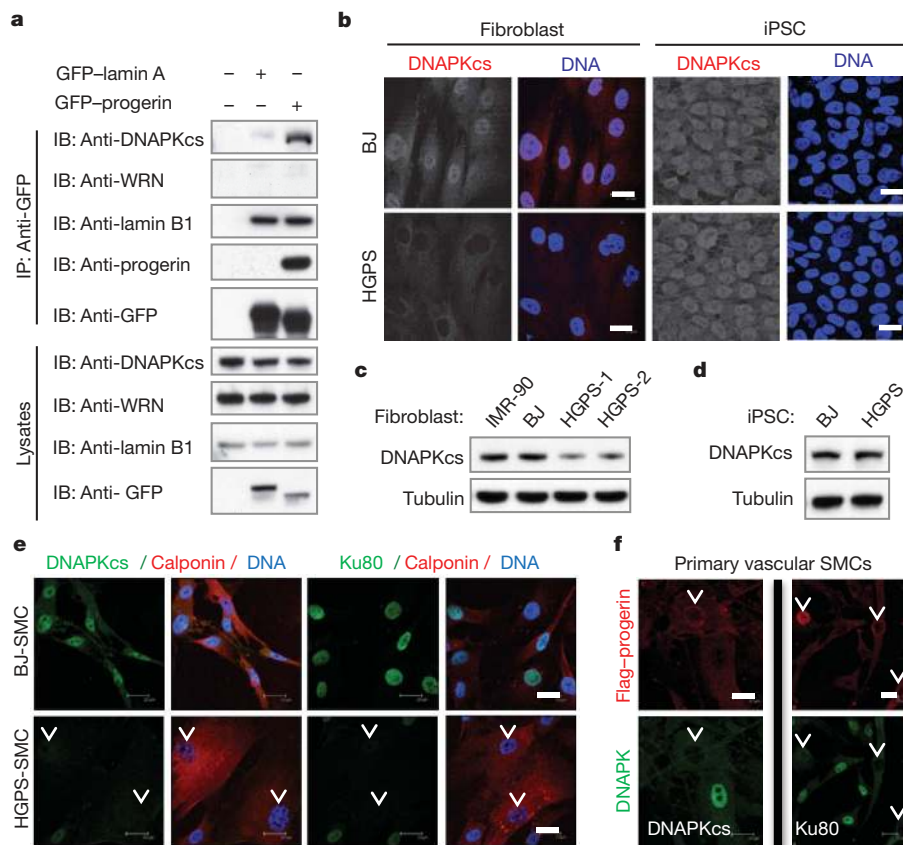 a
GFP–lamin A – + –
GFP–progerin – – +
IP: Anti-GFP
IB: Anti-DNAPKcs
IB: Anti-WRN
IB: Anti-lamin B1
IB: Anti-progerin
IB: Anti-GFP
Lysates
IB: Anti-DNAPKcs
IB: Anti-WRN
IB: Anti-lamin B1
IB: Anti- GFP
b
Fibroblast iPSC
DNAPKcs DNA DNAPKcs DNA
BJ
HGPS
c
Fibroblast: IMR-90 BJ HGPS-1 HGPS-2
DNAPKcs
Tubulin
d
iPSC: BJ HGPS
DNAPKcs
Tubulin
e
DNAPKcs / Calponin / DNA Ku80 / Calponin / DNA
BJ-SMC
HGPS-SMC
f
Primary vascular SMCs
Flag–progerin
DNAPK
DNAPKcs Ku80